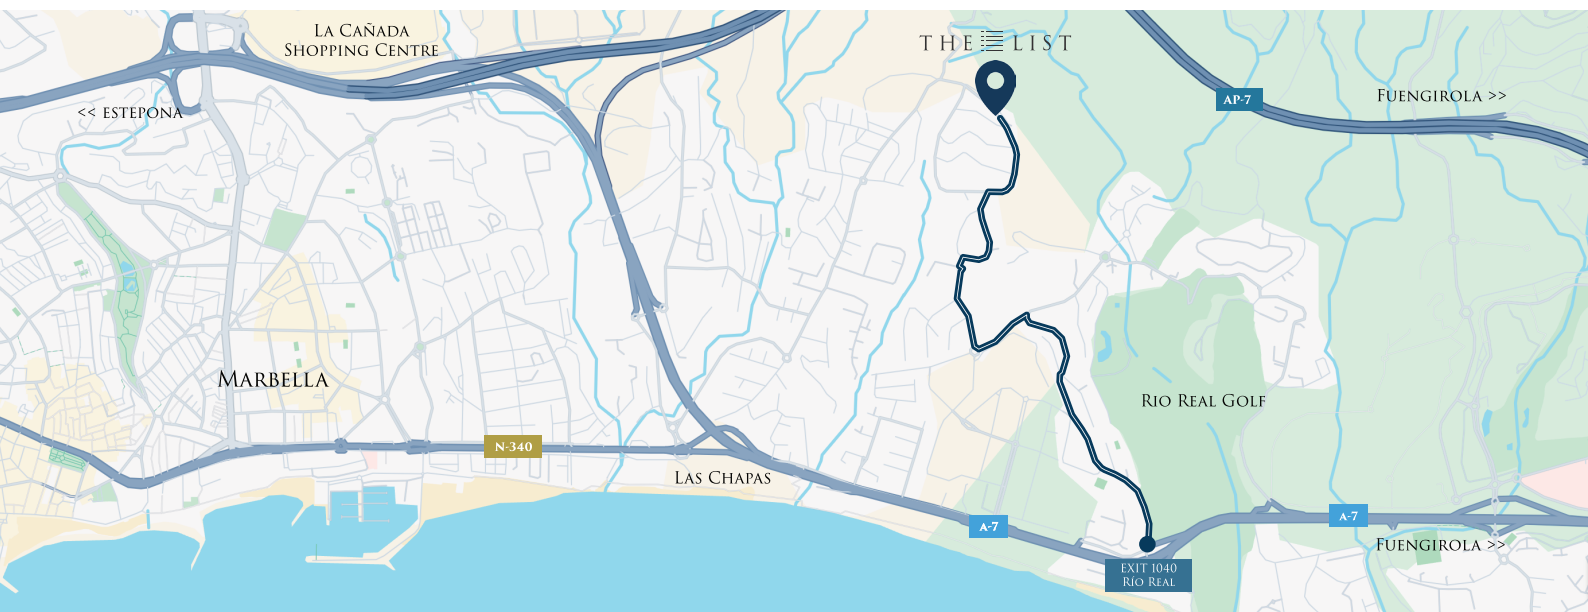 La Cañada
Shopping Centre
THE LIST
AP-7
Fuengirola >>
<< Estepona
Marbella
Rio Real Golf
N-340
Las Chapas
A-7
A-7
Fuengirola >>
EXIT 1040
Río Real